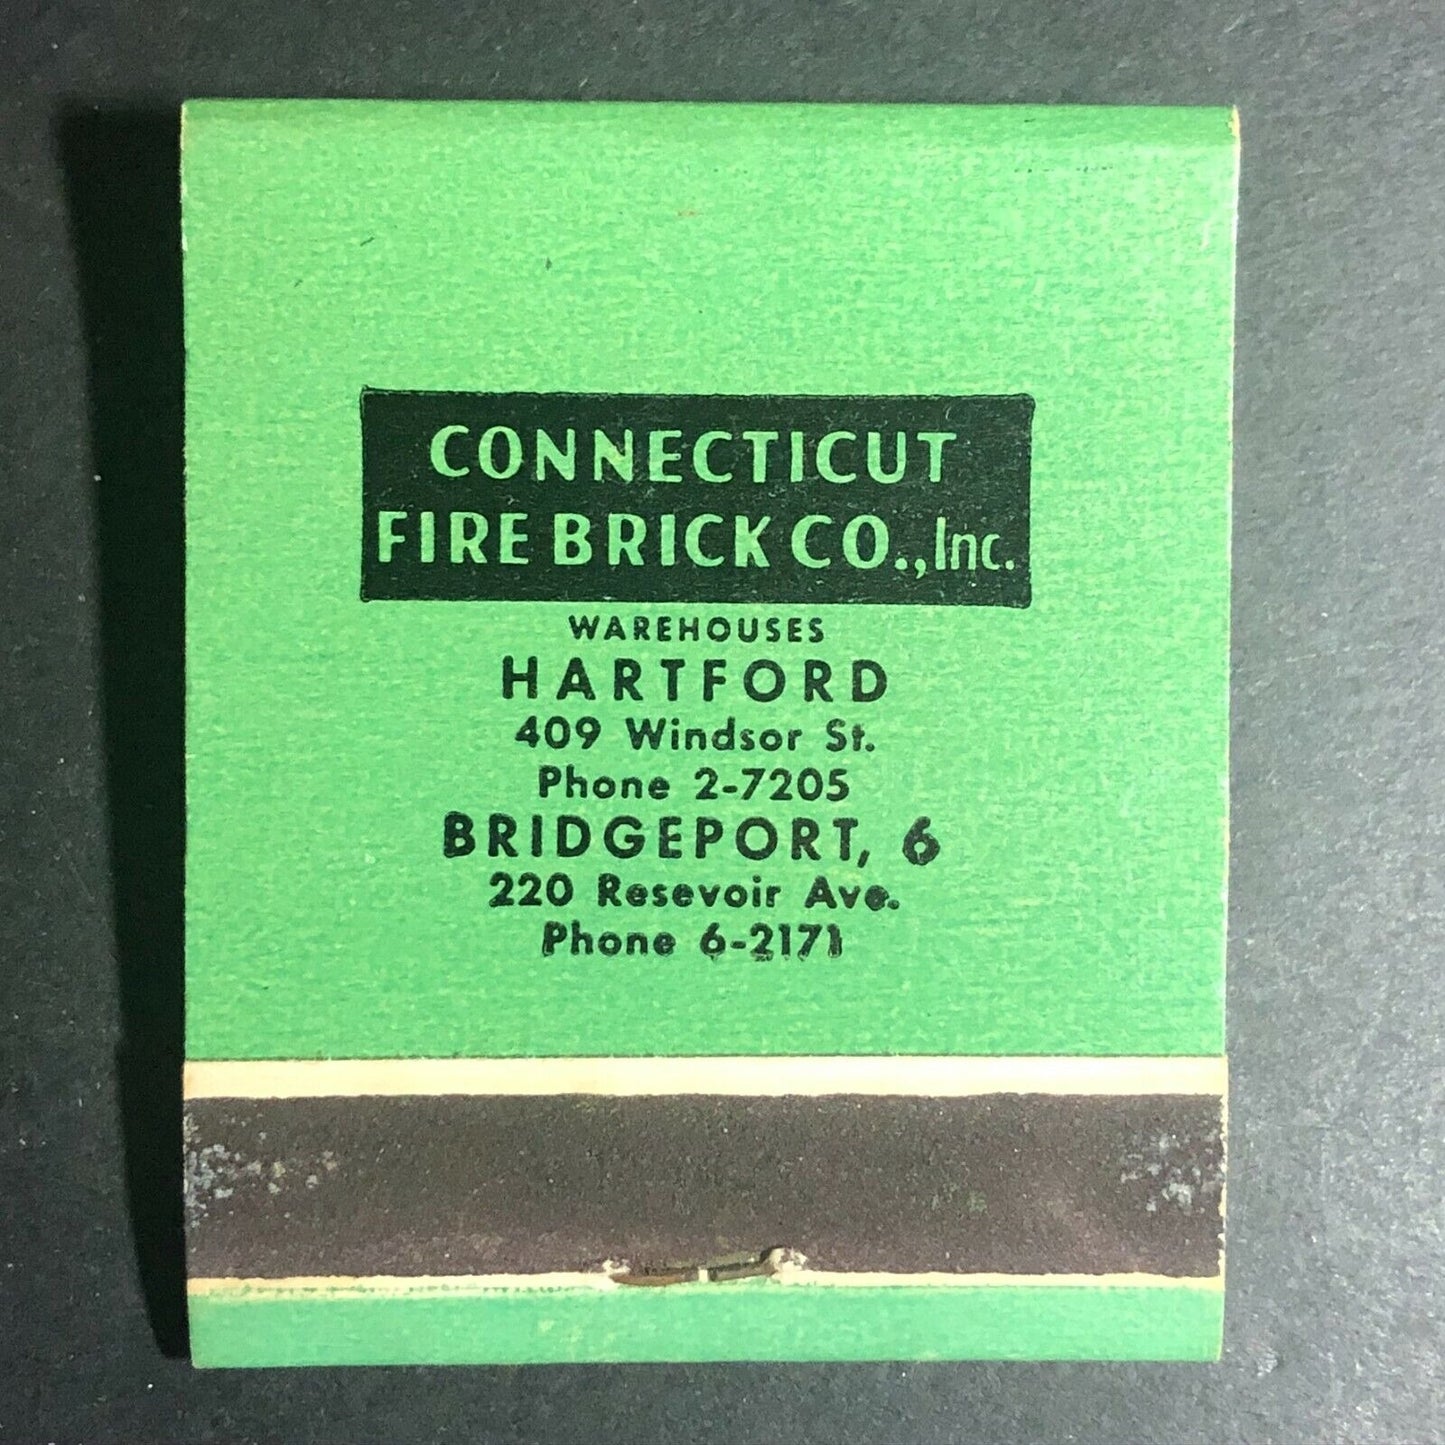 CONNECTICUT
FIRE BRICK CO., Inc.
WAREHOUSES
HARTFORD
409 Windsor St.
Phone 2-7205
BRIDGEPORT, 6
220 Resevoir Ave.
Phone 6-2171